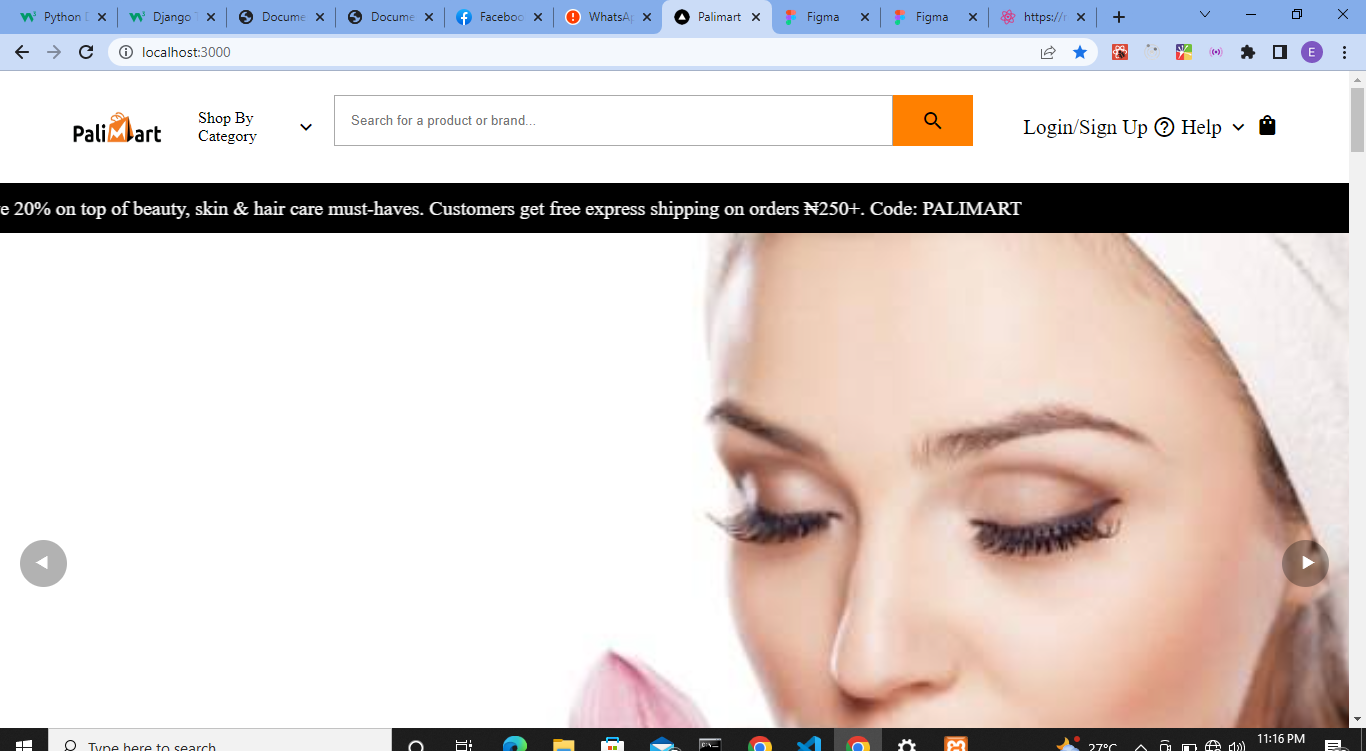 Python
Django
Docume
Docume
Faceboo
WhatsAp
Palimart
Figma
Figma
https://r
localhost:3000
E
PaliMart
Shop By
Category
Search for a product or brand...
Login/Sign Up
Help
e 20% on top of beauty, skin & hair care must-haves. Customers get free express shipping on orders ₦250+. Code: PALIMART
Type here to search
27°C
11:16 PM